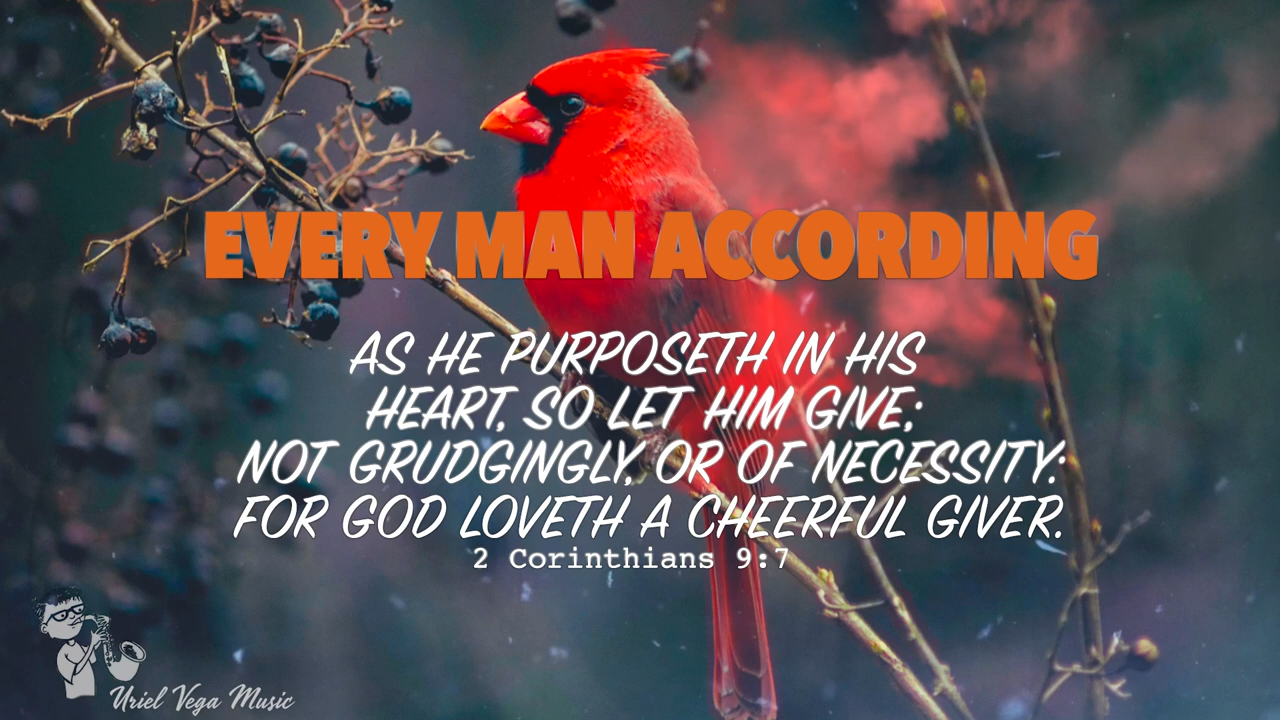 EVERY MAN ACCORDING
AS HE PURPOSETH IN HIS
HEART, SO LET HIM GIVE;
NOT GRUDGINGLY, OR OF NECESSITY:
FOR GOD LOVETH A CHEERFUL GIVER.
2 Corinthians 9:7
Uriel Vega Music